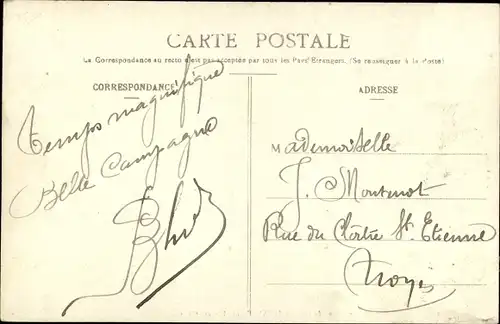 CARTE POSTALE
La Correspondance au recto n'est pas acceptée par tous les Pays Etrangers. (Se renseigner à la Poste)
CORRESPONDANCE
ADRESSE
Temps magnifique
Belle Campagne
Mademoiselle
J. Montenot
Rue du Cloître St. Etienne
Troyes